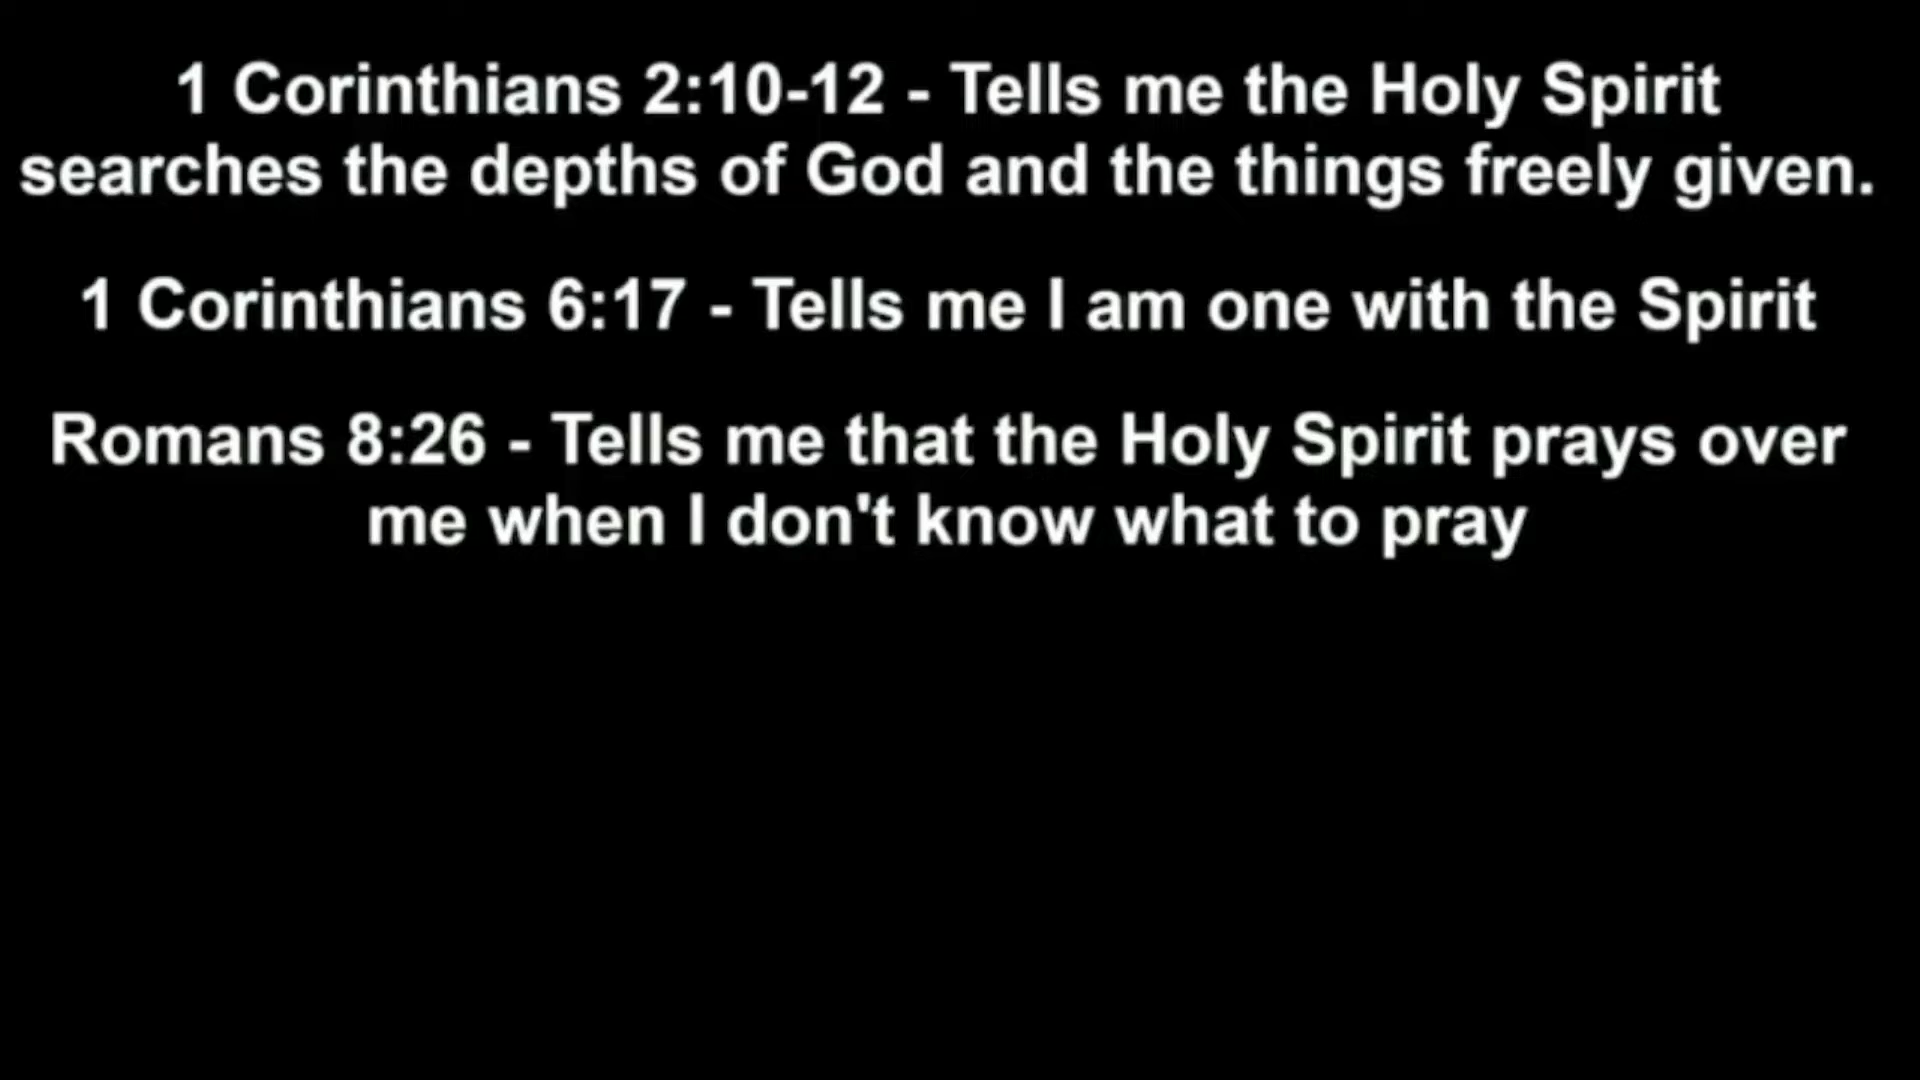 1 Corinthians 2:10-12 - Tells me the Holy Spirit
searches the depths of God and the things freely given.
1 Corinthians 6:17 - Tells me I am one with the Spirit
Romans 8:26 - Tells me that the Holy Spirit prays over
me when I don't know what to pray